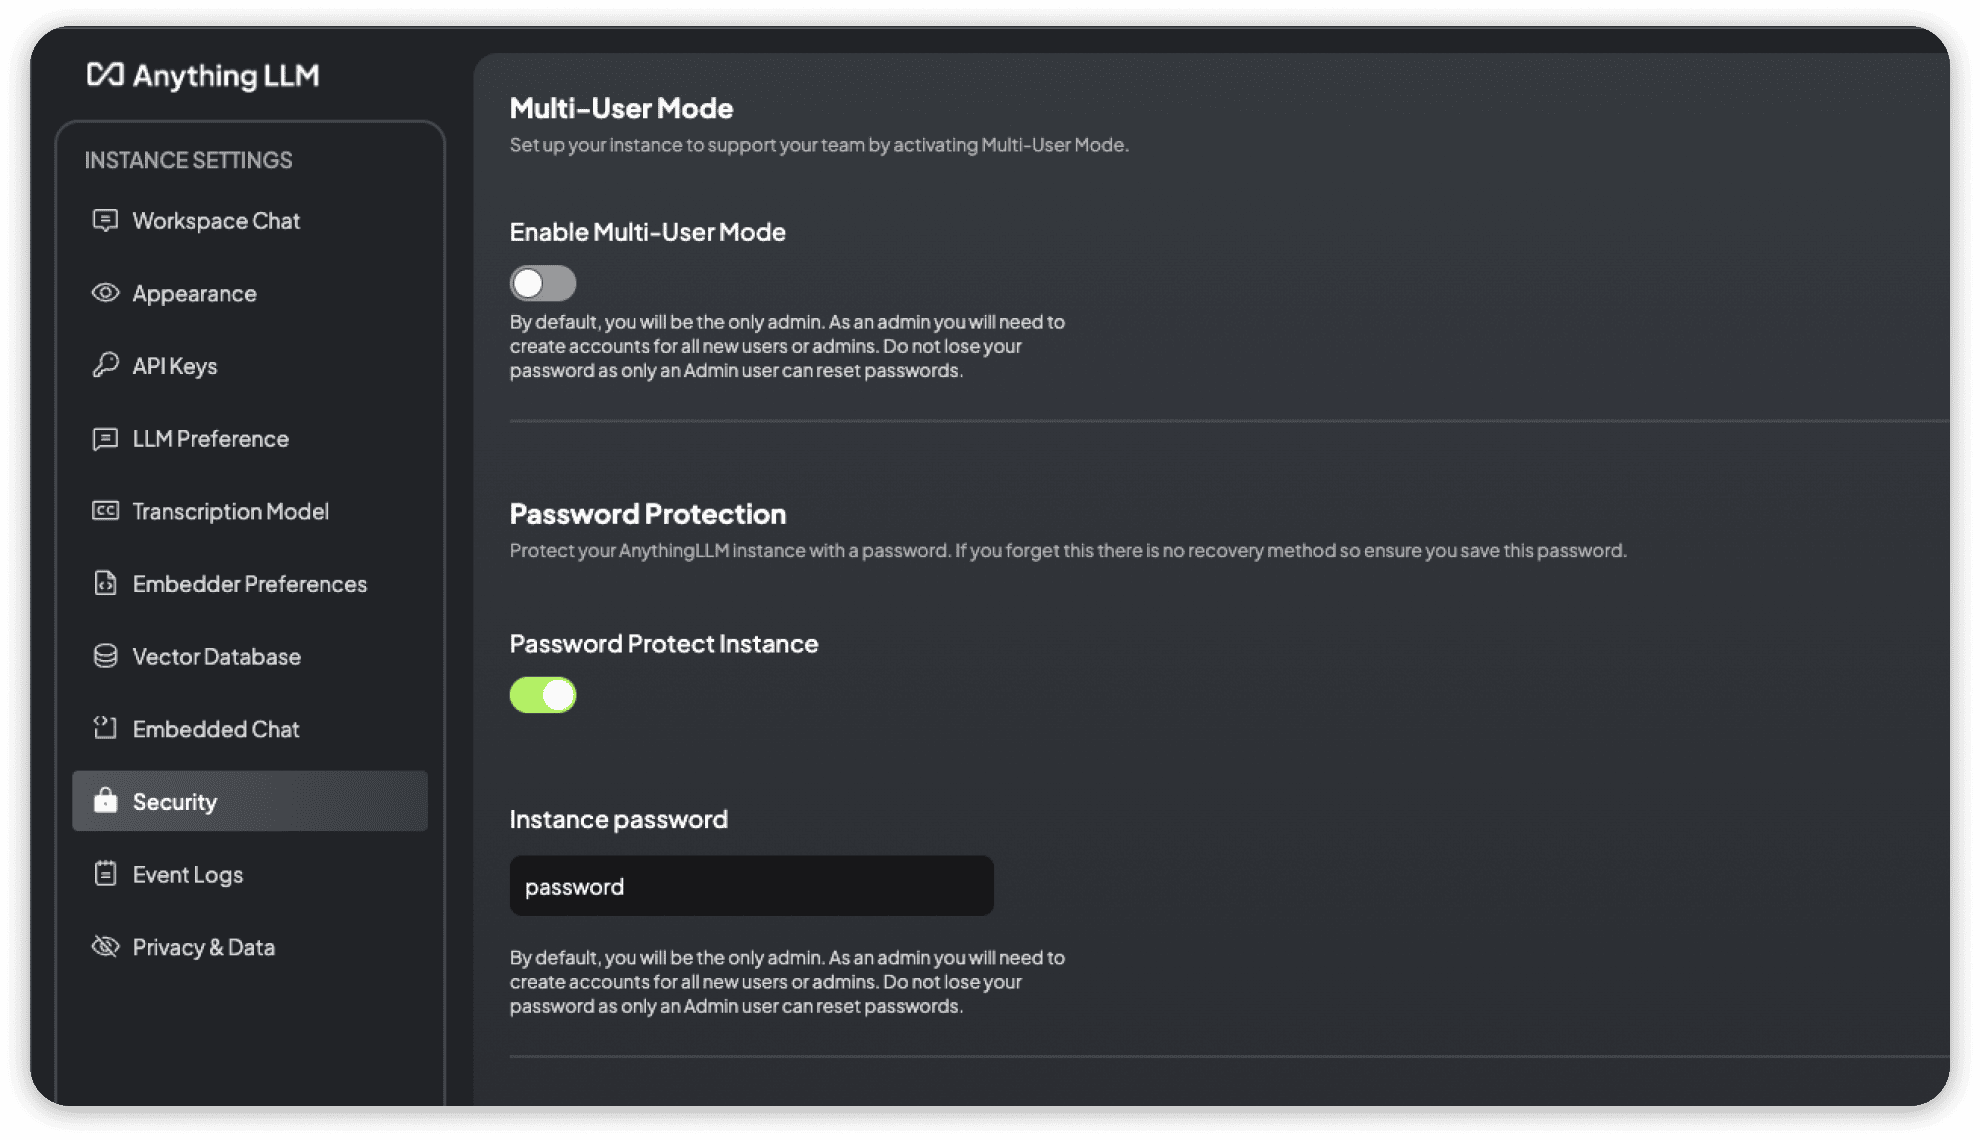 Anything LLM
INSTANCE SETTINGS
Workspace Chat
Appearance
API Keys
LLM Preference
Transcription Model
Embedder Preferences
Vector Database
Embedded Chat
Security
Event Logs
Privacy & Data
Multi-User Mode
Set up your instance to support your team by activating Multi-User Mode.
Enable Multi-User Mode
By default, you will be the only admin. As an admin you will need to
create accounts for all new users or admins. Do not lose your
password as only an Admin user can reset passwords.
Password Protection
Protect your AnythingLLM instance with a password. If you forget this there is no recovery method so ensure you save this password.
Password Protect Instance
Instance password
password
By default, you will be the only admin. As an admin you will need to
create accounts for all new users or admins. Do not lose your
password as only an Admin user can reset passwords.